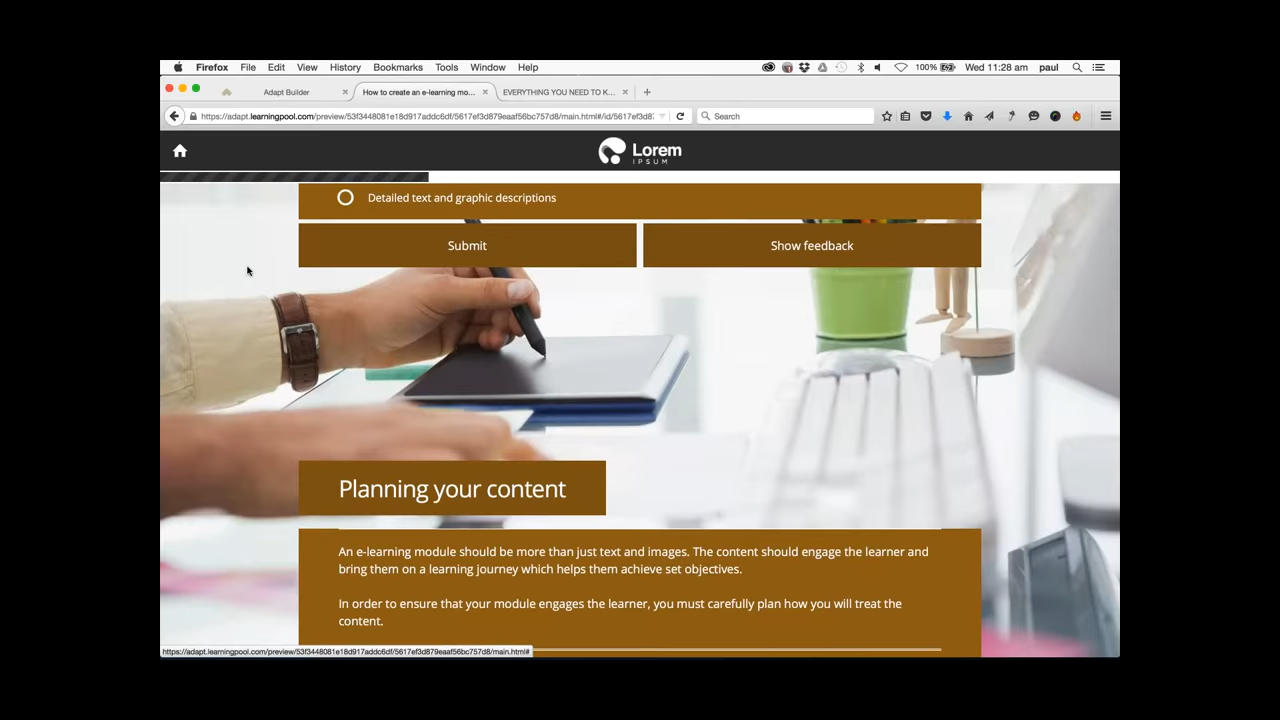 Firefox File Edit View History Bookmarks Tools Window Help 100% Wed 11:28 am paul
Adapt Builder How to create an e-learning mo... EVERYTHING YOU NEED TO K...
https://adapt.learningpool.com/preview/53f3448081e18d917addc6df/5617ef3d879eaaf56bc757d8/main.html#/id/5617ef3d8 Search
Lorem
IPSUM
Detailed text and graphic descriptions
Submit Show feedback
Planning your content
An e-learning module should be more than just text and images. The content should engage the learner and
bring them on a learning journey which helps them achieve set objectives.
In order to ensure that your module engages the learner, you must carefully plan how you will treat the
content.
https://adapt.learningpool.com/preview/53f3448081e18d917addc6df/5617ef3d879eaaf56bc757d8/main.html#